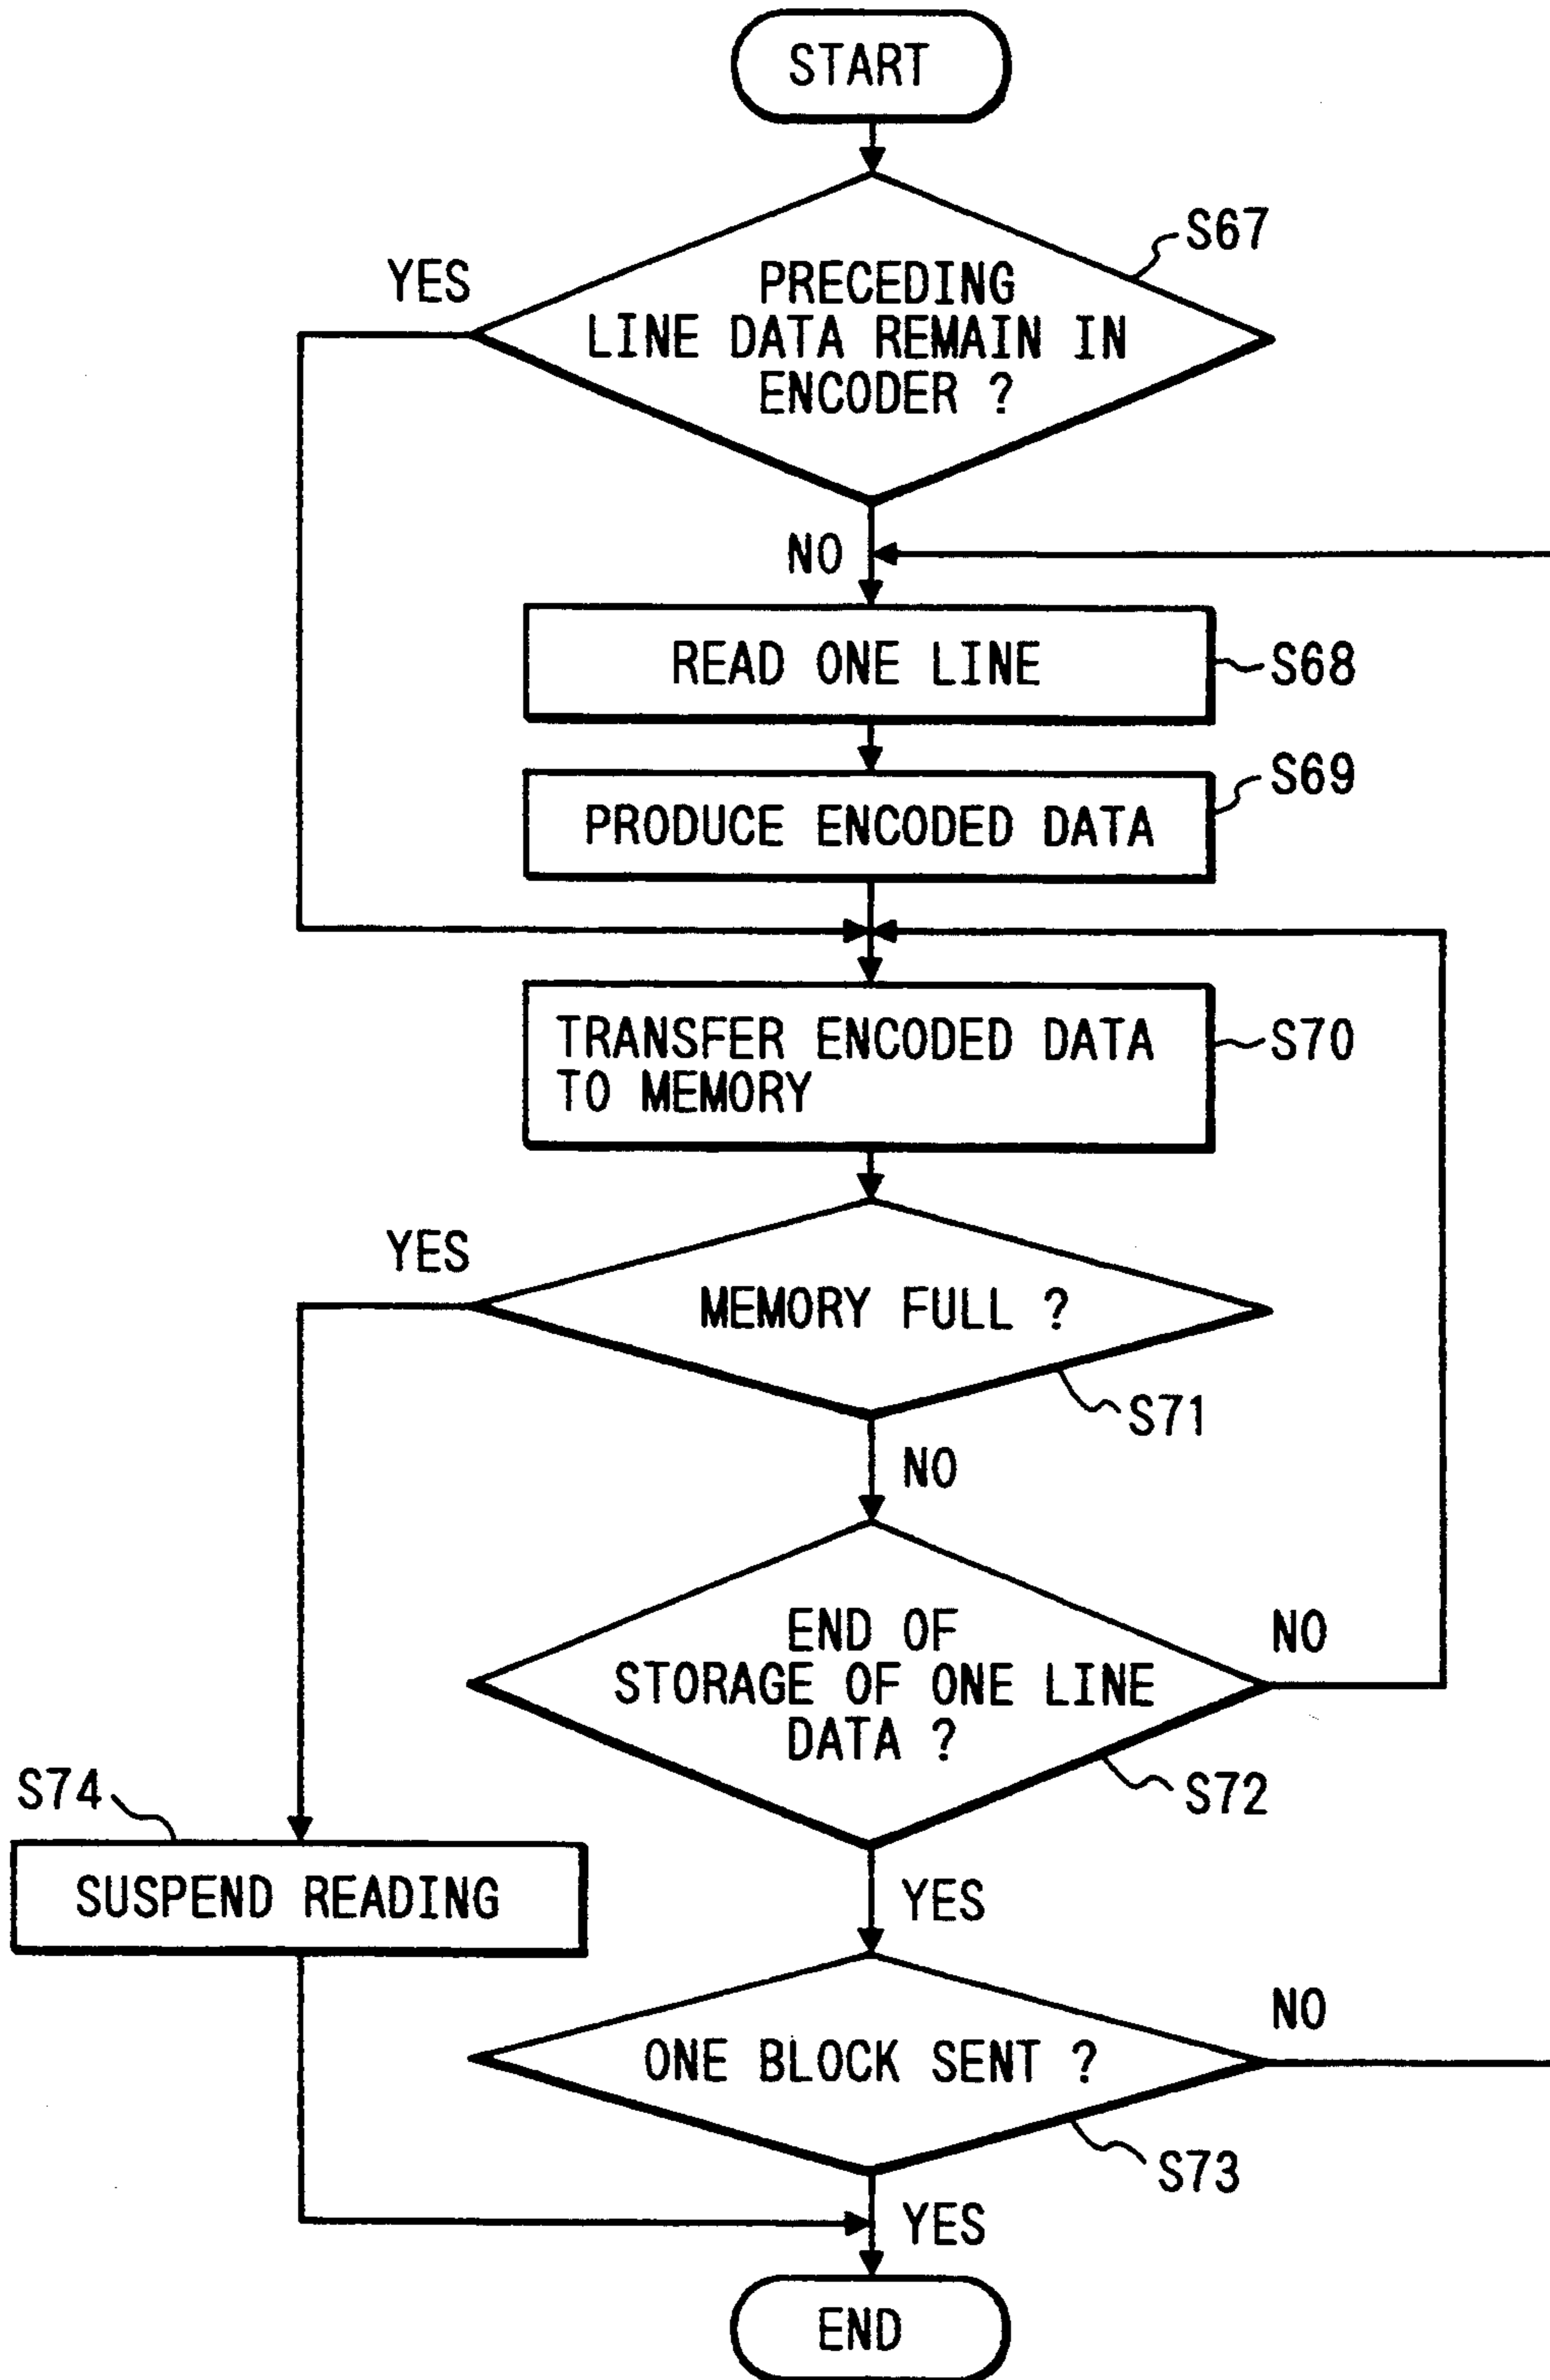 START
S67
YES
PRECEDING
LINE DATA REMAIN IN
ENCODER ?
NO
READ ONE LINE
S68
S69
PRODUCE ENCODED DATA
TRANSFER ENCODED DATA
TO MEMORY
S70
YES
MEMORY FULL ?
S71
NO
END OF
STORAGE OF ONE LINE
DATA ?
NO
S72
S74
SUSPEND READING
YES
NO
ONE BLOCK SENT ?
S73
YES
END